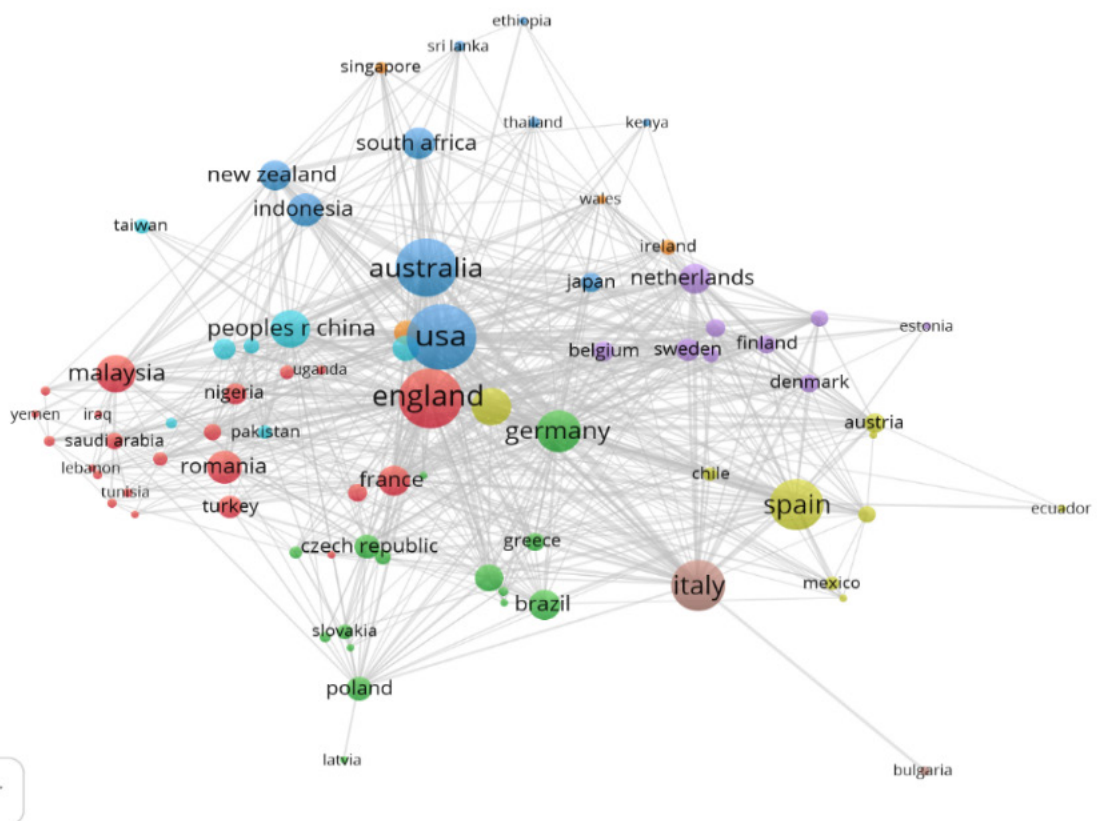 ethiopia
sri lanka
singapore
thailand
kenya
south africa
new zealand
wales
indonesia
taiwan
ireland
australia
netherlands
japan
peoples r china
usa
estonia
finland
belgium
sweden
malaysia
uganda
denmark
nigeria
england
yemen
iraq
austria
pakistan
germany
saudi arabia
lebanon
romania
chile
france
tunisia
spain
turkey
ecuador
greece
czech republic
mexico
italy
brazil
slovakia
poland
latvia
bulgaria